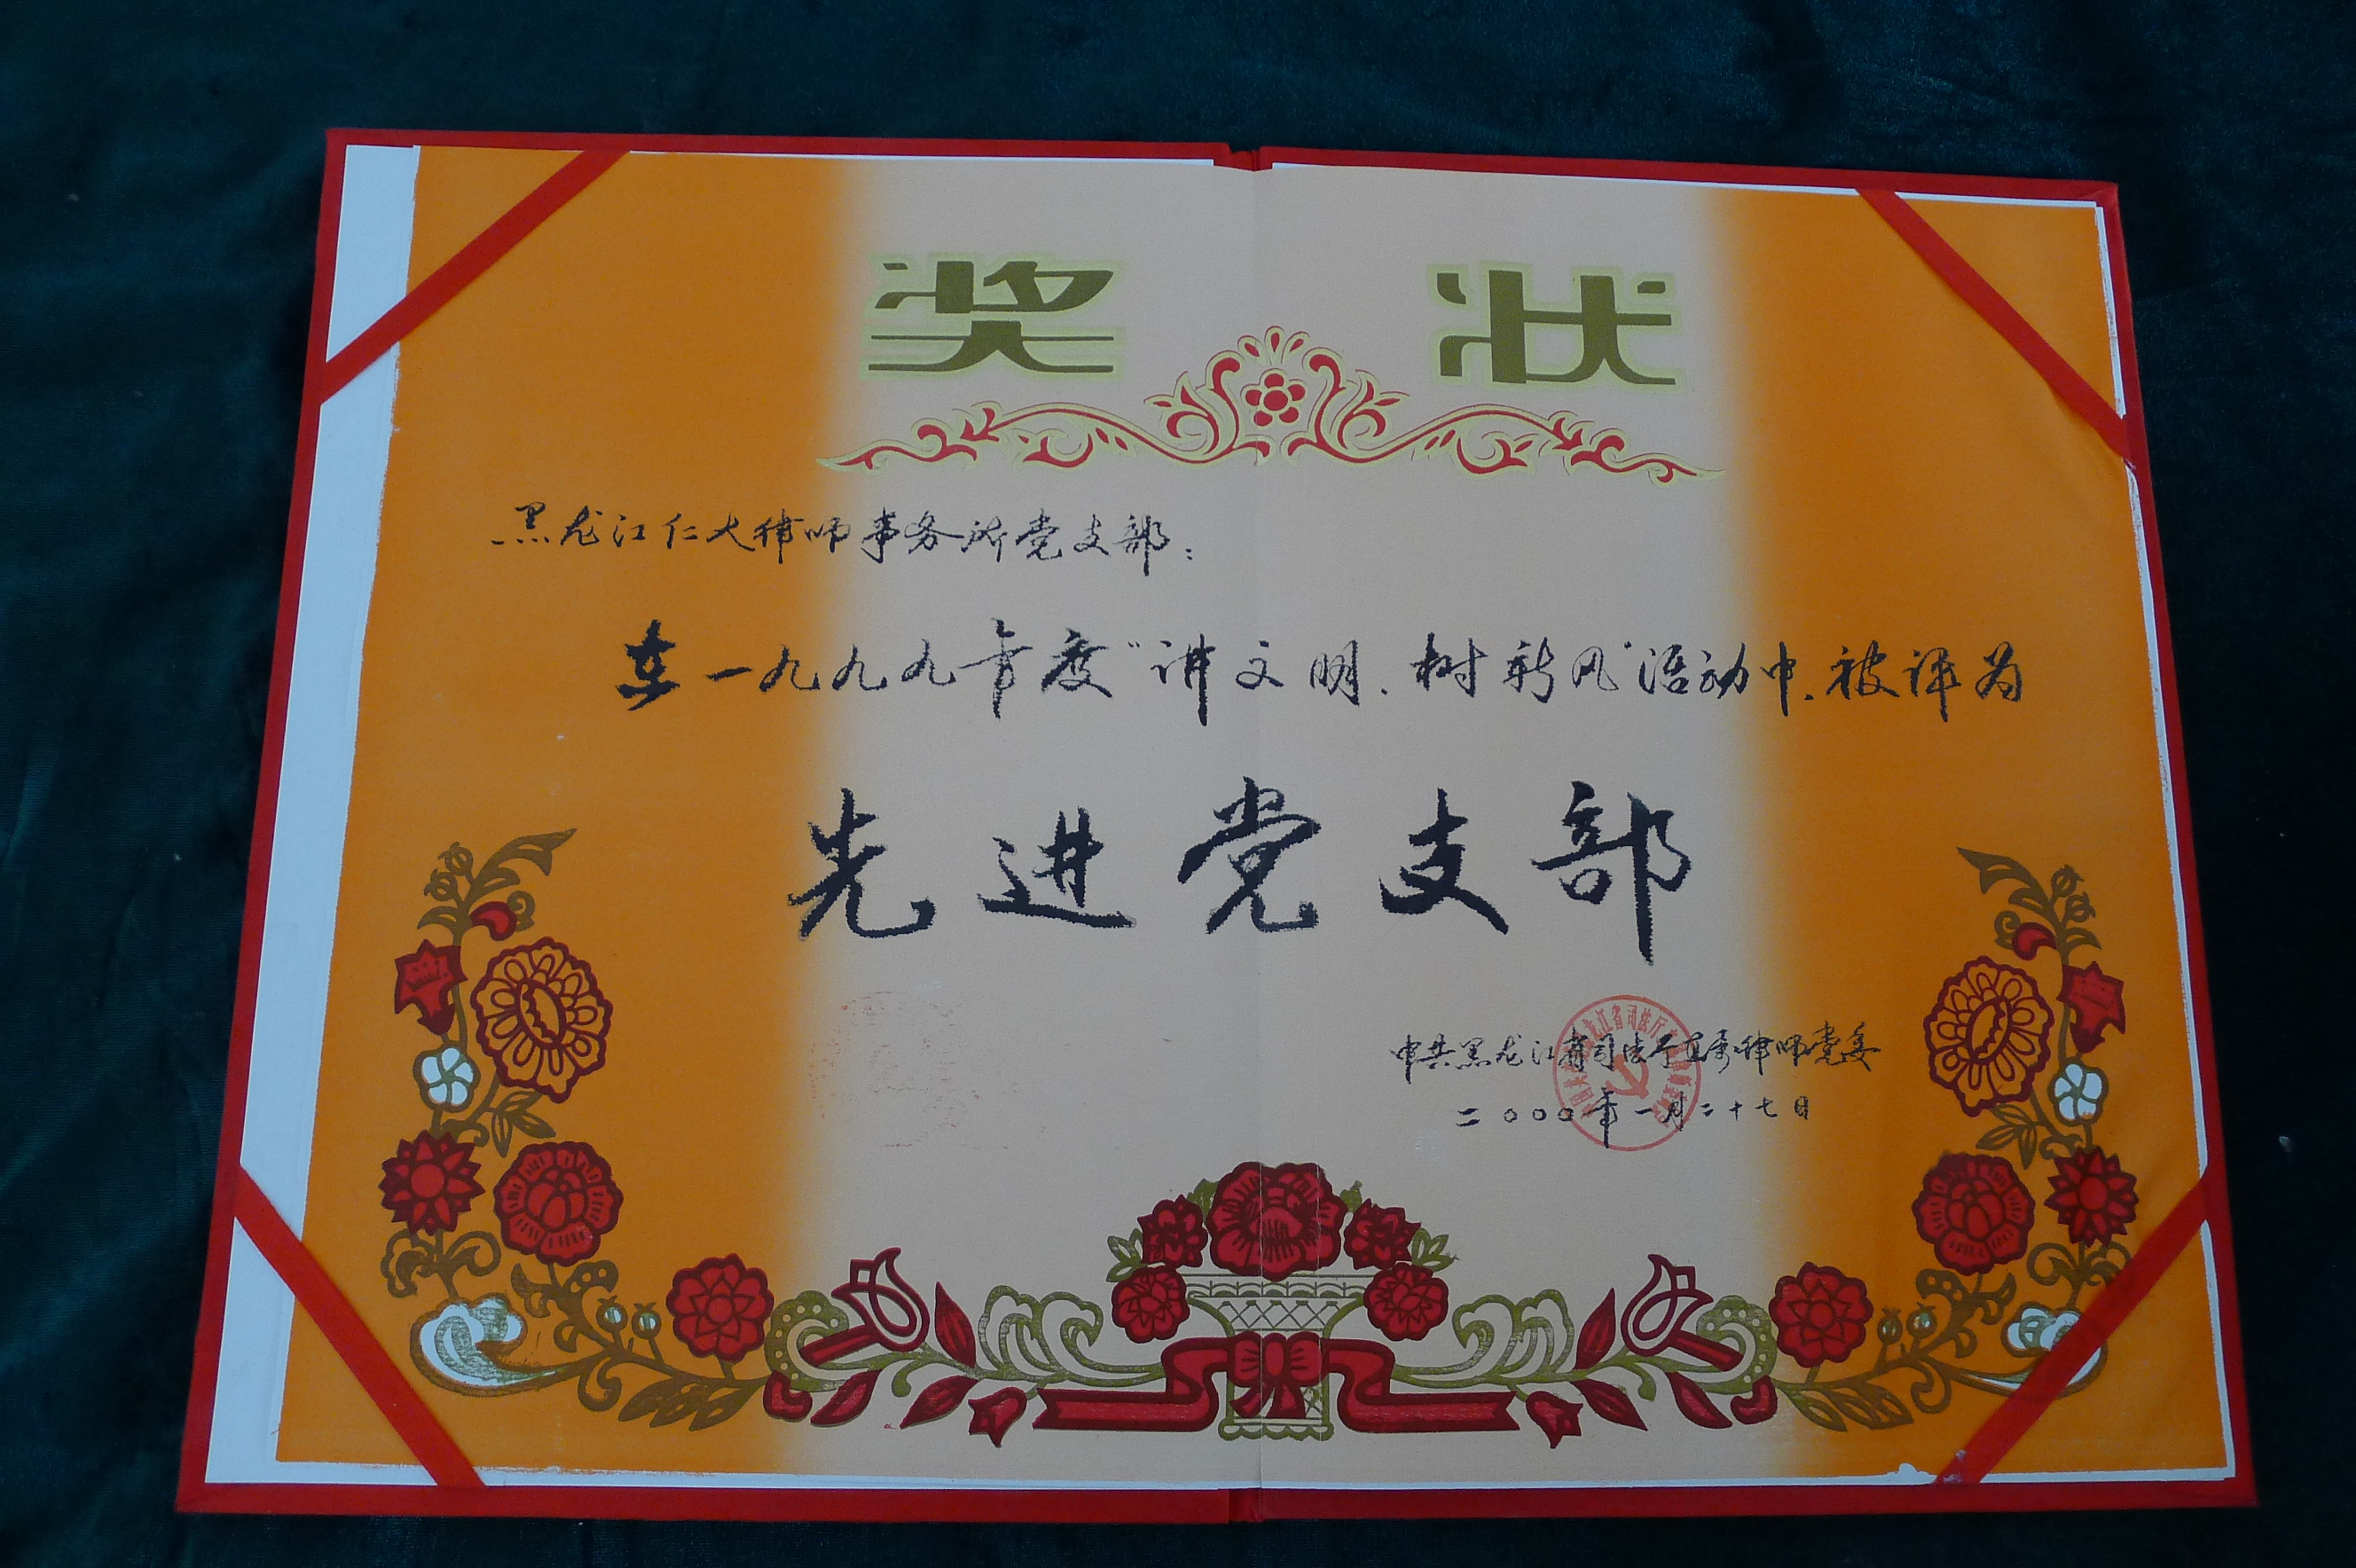 奖状
黑龙江仁大律师事务所党支部：
在一九九九年度“讲文明、树新风”活动中，被评为
先进党支部
中共黑龙江省司法厅直属律师党委
二〇〇〇年一月二十七日